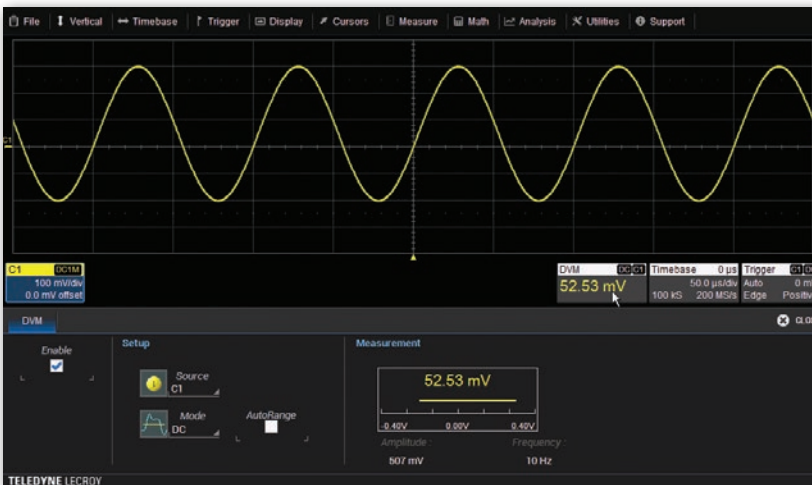 File Vertical Timebase Trigger Display Cursors Measure Math Analysis Utilities Support
C1
C1 DC1M
100 mV/div
0.0 mV offset
DVM DC C1
52.53 mV
Timebase 0 µs
50.0 µs/div
100 kS 200 MS/s
Trigger C1
Auto 0 m
Edge Positiv
DVM
Enable
Setup
Source
C1
Mode
DC
AutoRange
Measurement
52.53 mV
-0.40V 0.00V 0.40V
Amplitude :
507 mV
Frequency :
10 Hz
TELEDYNE LECROY